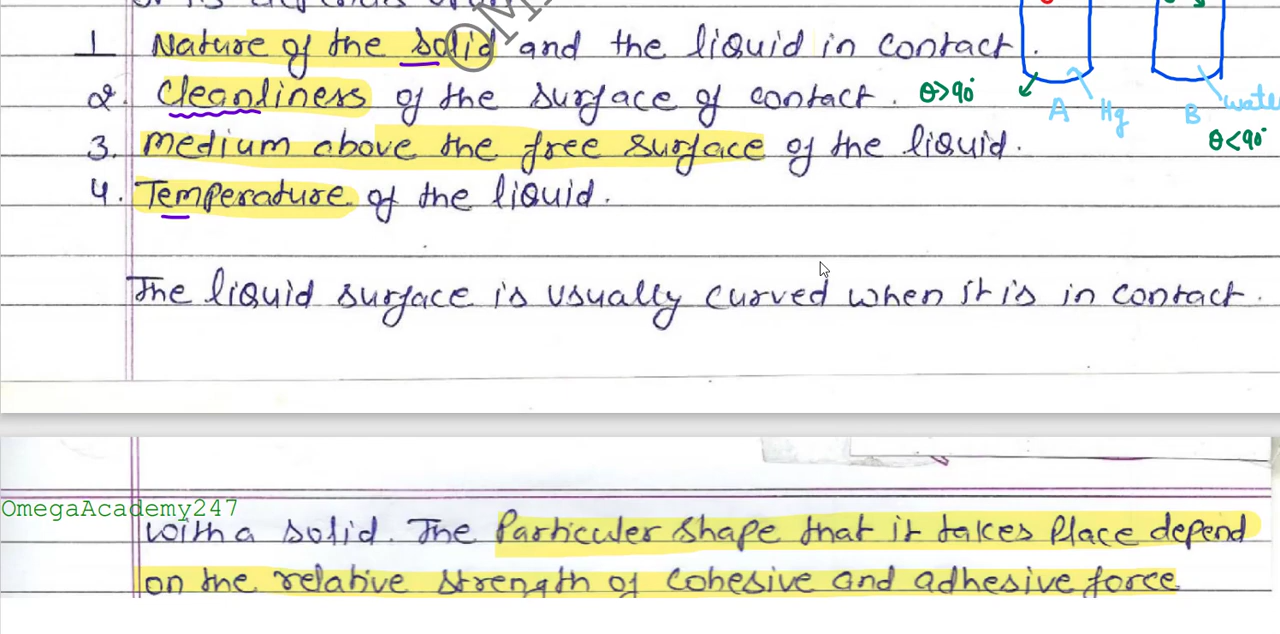 1 Nature of the solid and the liquid in contact.
2. Cleanliness of the surface of contact. θ>90°
A Hg B water
3. Medium above the free surface of the liquid. θ<90°
4. Temperature of the liquid.
The liquid surface is usually curved when it is in contact.
OmegaAcademy247
with a solid. The Particuler shape that it takes Place depend
on the relative strength of cohesive and adhesive force